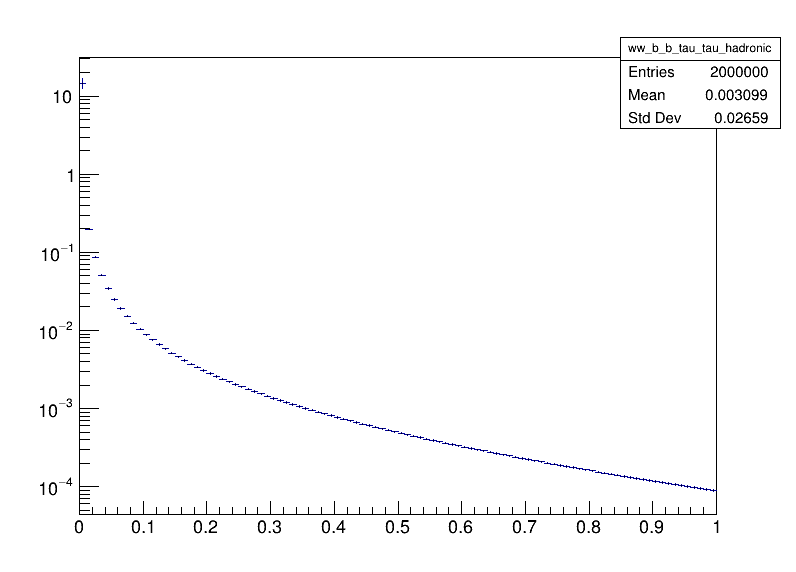 ww_b_b_tau_tau_hadronic
Entries 2000000
Mean 0.003099
Std Dev 0.02659
10
1
10⁻¹
10⁻²
10⁻³
10⁻⁴
0 0.1 0.2 0.3 0.4 0.5 0.6 0.7 0.8 0.9 1